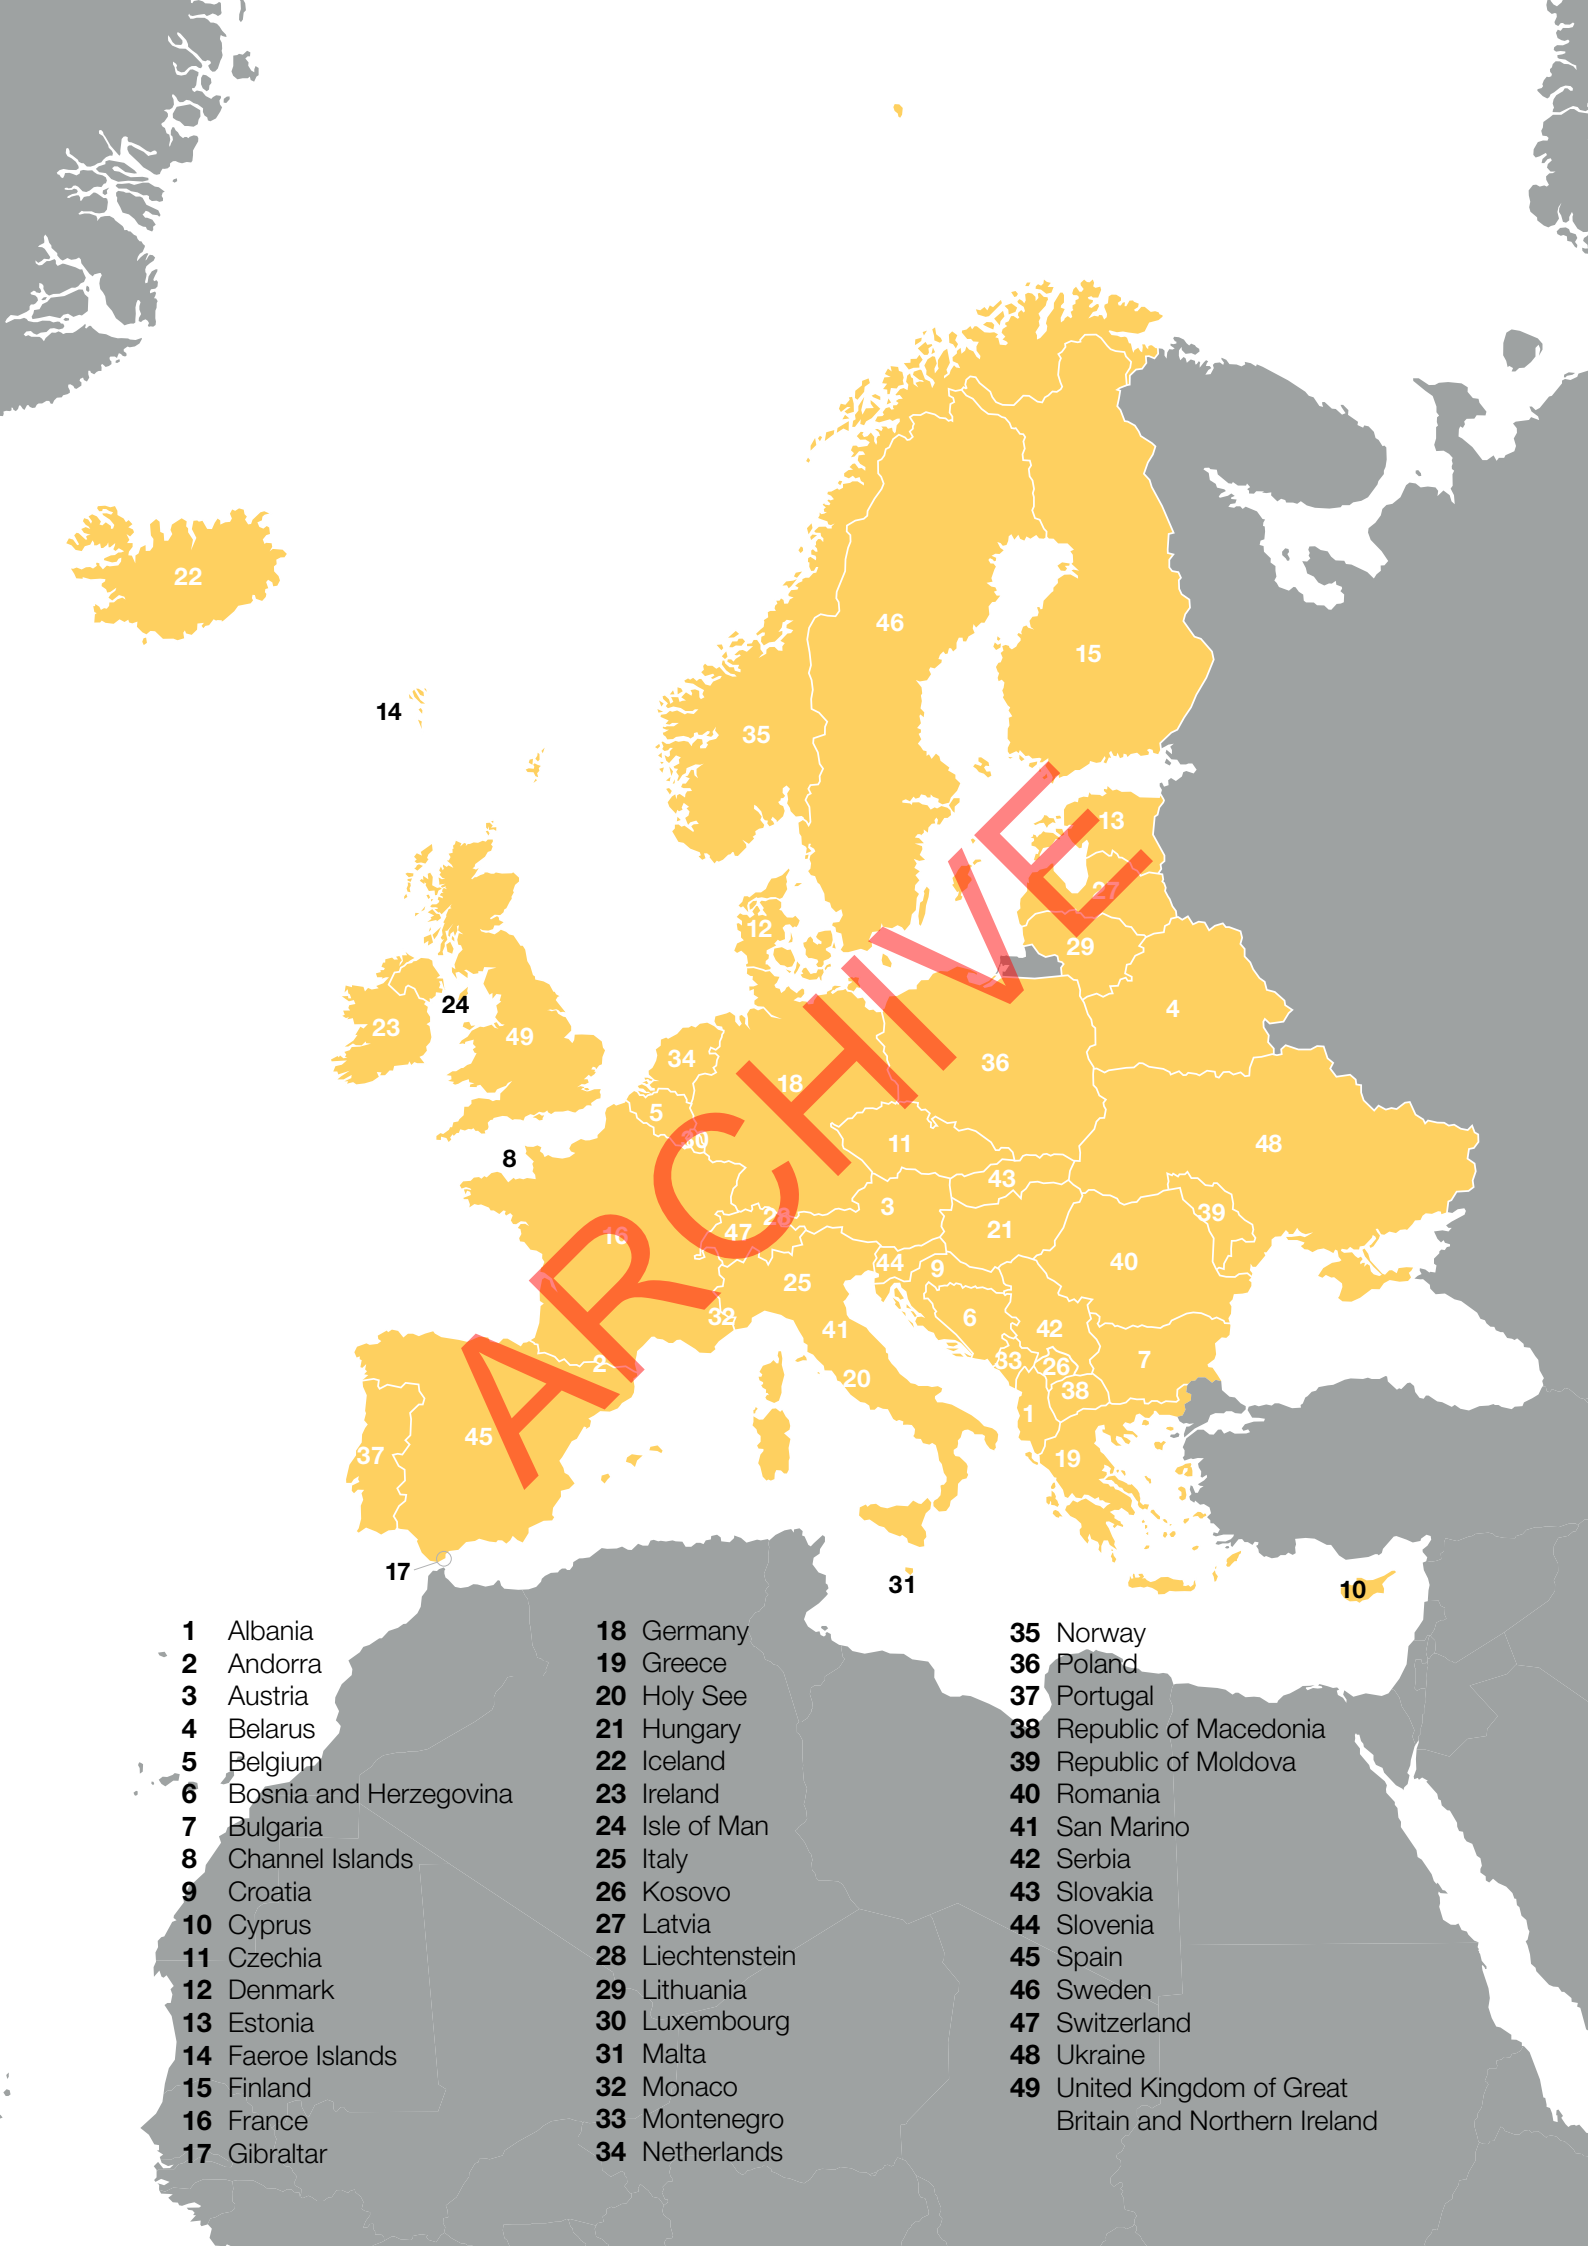 22
46
15
14
35
13
27
12
29
24
4
23
49
34
36
18
5
30
11
48
8
43
3
39
28
21
16
47
40
44
9
25
32
6
41
42
33
26
7
2
20
38
1
45
37
19
17
31
10
ARCHIVE
1 Albania
2 Andorra
3 Austria
4 Belarus
5 Belgium
6 Bosnia and Herzegovina
7 Bulgaria
8 Channel Islands
9 Croatia
10 Cyprus
11 Czechia
12 Denmark
13 Estonia
14 Faeroe Islands
15 Finland
16 France
17 Gibraltar
18 Germany
19 Greece
20 Holy See
21 Hungary
22 Iceland
23 Ireland
24 Isle of Man
25 Italy
26 Kosovo
27 Latvia
28 Liechtenstein
29 Lithuania
30 Luxembourg
31 Malta
32 Monaco
33 Montenegro
34 Netherlands
35 Norway
36 Poland
37 Portugal
38 Republic of Macedonia
39 Republic of Moldova
40 Romania
41 San Marino
42 Serbia
43 Slovakia
44 Slovenia
45 Spain
46 Sweden
47 Switzerland
48 Ukraine
49 United Kingdom of Great
Britain and Northern Ireland